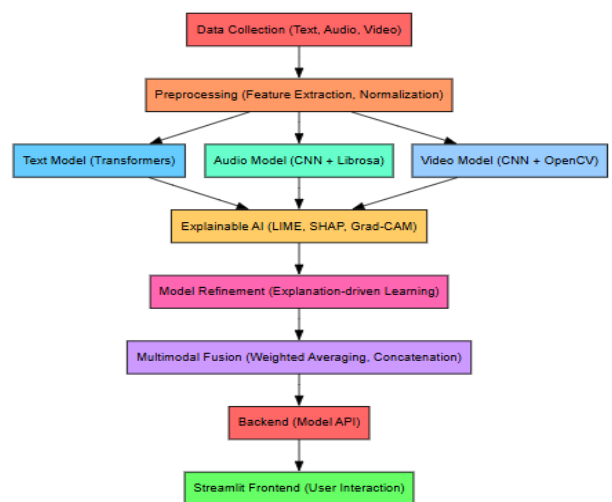 Data Collection (Text, Audio, Video)
Preprocessing (Feature Extraction, Normalization)
Text Model (Transformers)
Audio Model (CNN + Librosa)
Video Model (CNN + OpenCV)
Explainable AI (LIME, SHAP, Grad-CAM)
Model Refinement (Explanation-driven Learning)
Multimodal Fusion (Weighted Averaging, Concatenation)
Backend (Model API)
Streamlit Frontend (User Interaction)